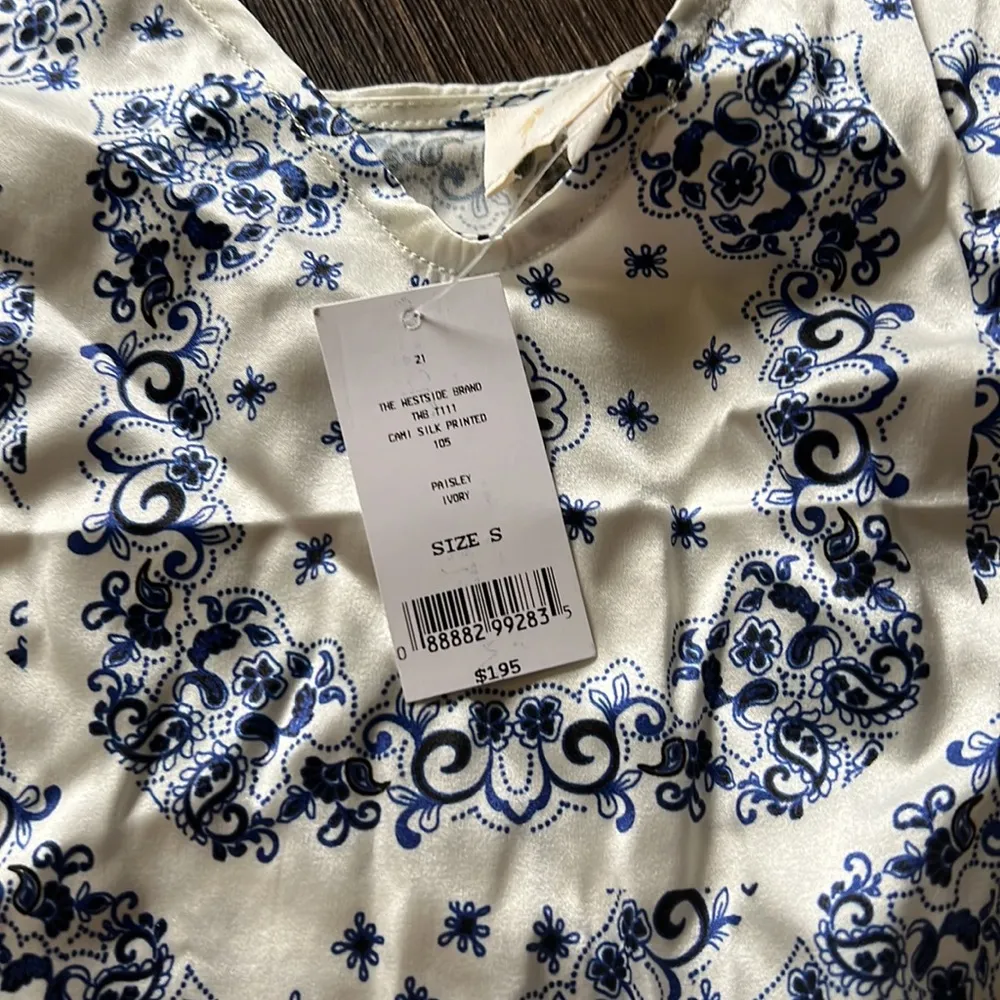 21
THE WESTSIDE BRAND
TWB-T111
CAMI SILK PRINTED
105
PAISLEY
IVORY
SIZE S
0 88882 99283 5
$195